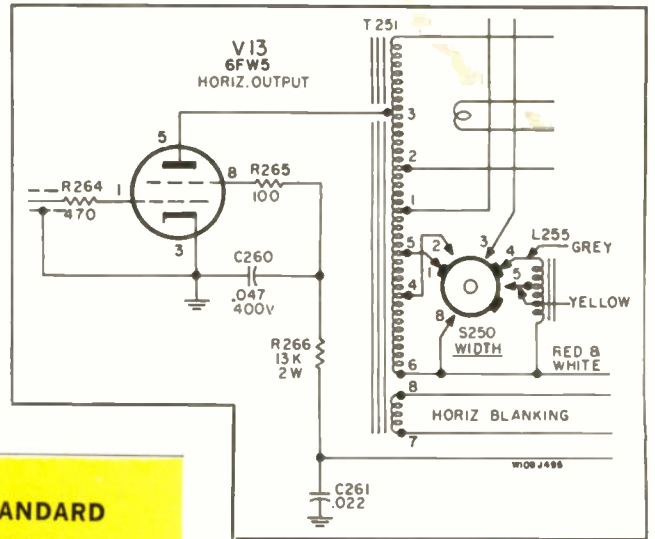 T 251
V13
6FW5
HORIZ. OUTPUT
5
3
8
R265
100
2
R264
470
1
1
3
C260
.047
400V
5
2
3
4
L255
GREY
1
5
4
YELLOW
8
S250
WIDTH
R266
13K
2W
RED &
WHITE
6
8
HORIZ BLANKING
7
W108J496
ANDARD
C261
.022